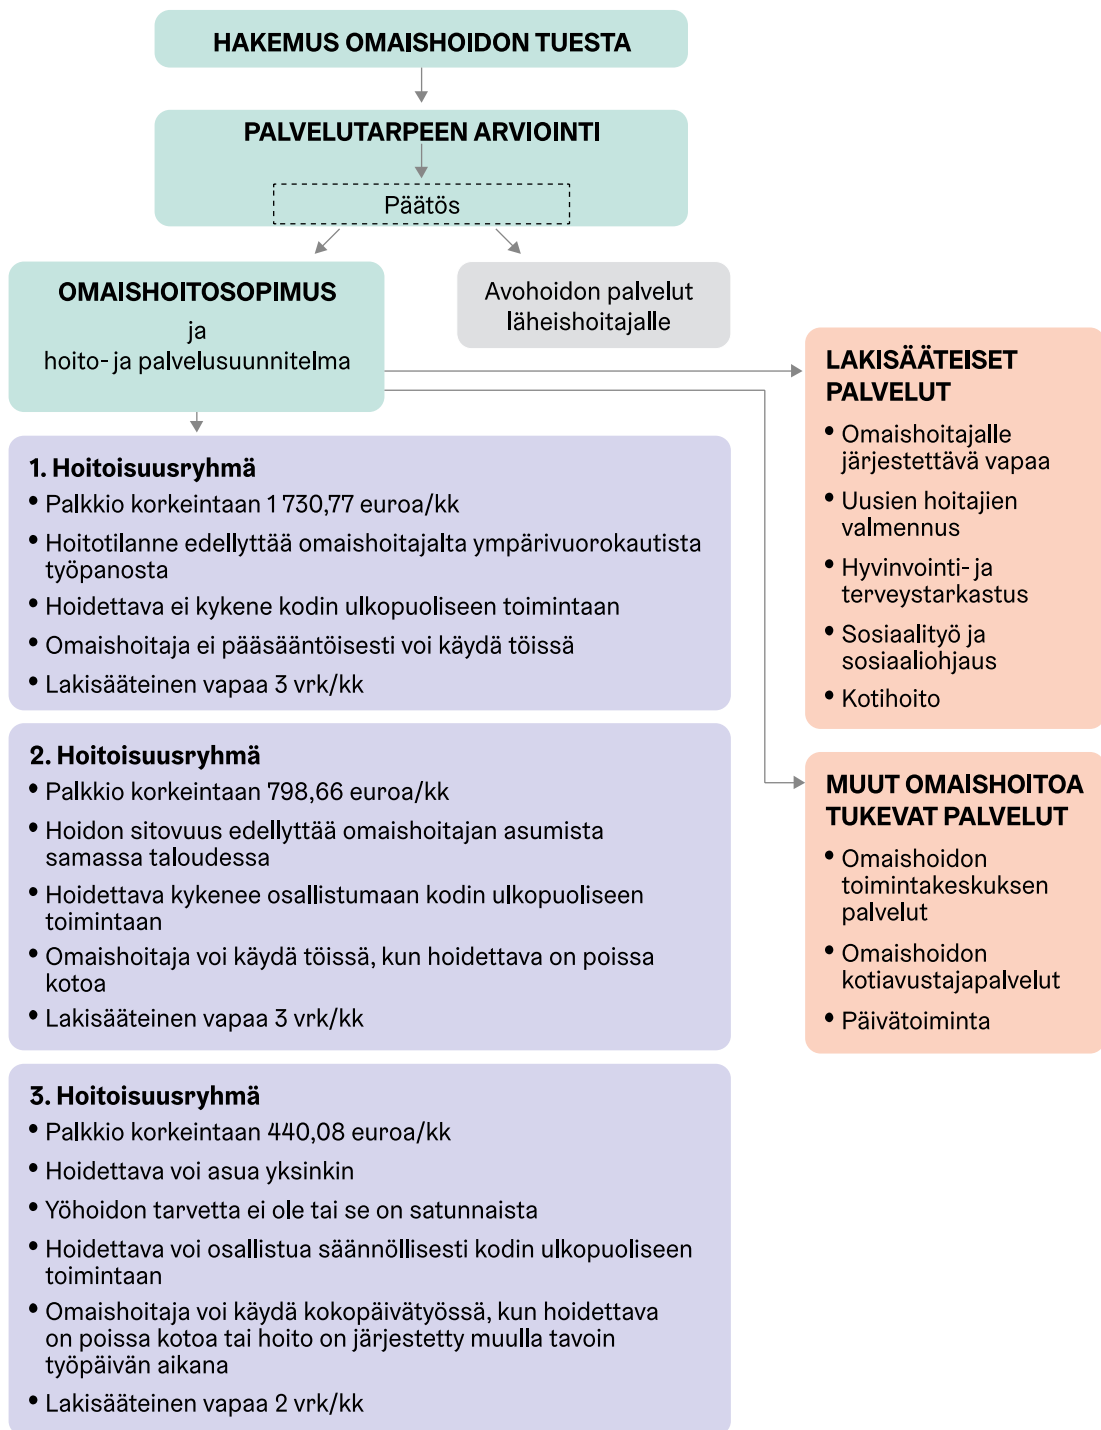 HAKEMUS OMAISHOIDON TUESTA
PALVELUTARPEEN ARVIOINTI
Päätös
OMAISHOITOSOPIMUS
ja
hoito- ja palvelusuunnitelma
Avohoidon palvelut
läheishoitajalle
1. Hoitoisuusryhmä
• Palkkio korkeintaan 1 730,77 euroa/kk
• Hoitotilanne edellyttää omaishoitajalta ympärivuorokautista
työpanosta
• Hoidettava ei kykene kodin ulkopuoliseen toimintaan
• Omaishoitaja ei pääsääntöisesti voi käydä töissä
• Lakisääteinen vapaa 3 vrk/kk
2. Hoitoisuusryhmä
• Palkkio korkeintaan 798,66 euroa/kk
• Hoidon sitovuus edellyttää omaishoitajan asumista
samassa taloudessa
• Hoidettava kykenee osallistumaan kodin ulkopuoliseen
toimintaan
• Omaishoitaja voi käydä töissä, kun hoidettava on poissa
kotoa
• Lakisääteinen vapaa 3 vrk/kk
3. Hoitoisuusryhmä
• Palkkio korkeintaan 440,08 euroa/kk
• Hoidettava voi asua yksinkin
• Yöhoidon tarvetta ei ole tai se on satunnaista
• Hoidettava voi osallistua säännöllisesti kodin ulkopuoliseen
toimintaan
• Omaishoitaja voi käydä kokopäivätyössä, kun hoidettava
on poissa kotoa tai hoito on järjestetty muulla tavoin
työpäivän aikana
• Lakisääteinen vapaa 2 vrk/kk
LAKISÄÄTEISET
PALVELUT
• Omaishoitajalle
järjestettävä vapaa
• Uusien hoitajien
valmennus
• Hyvinvointi- ja
terveystarkastus
• Sosiaalityö ja
sosiaaliohjaus
• Kotihoito
MUUT OMAISHOITOA
TUKEVAT PALVELUT
• Omaishoidon
toimintakeskuksen
palvelut
• Omaishoidon
kotiavustajapalvelut
• Päivätoiminta